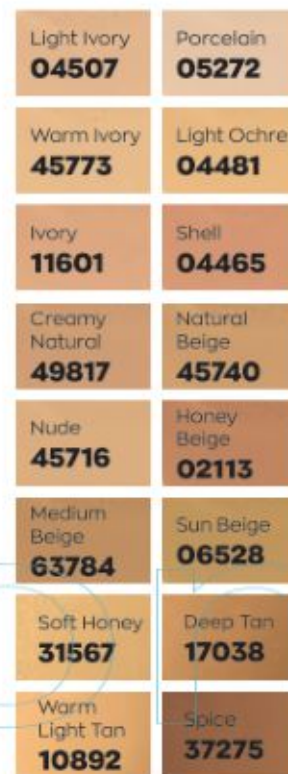 Light Ivory
04507
Porcelain
05272
Warm Ivory
45773
Light Ochre
04481
Ivory
11601
Shell
04465
Creamy
Natural
49817
Natural
Beige
45740
Nude
45716
Honey
Beige
02113
Medium
Beige
63784
Sun Beige
06528
Soft Honey
31567
Deep Tan
17038
Warm
Light Tan
10892
Spice
37275